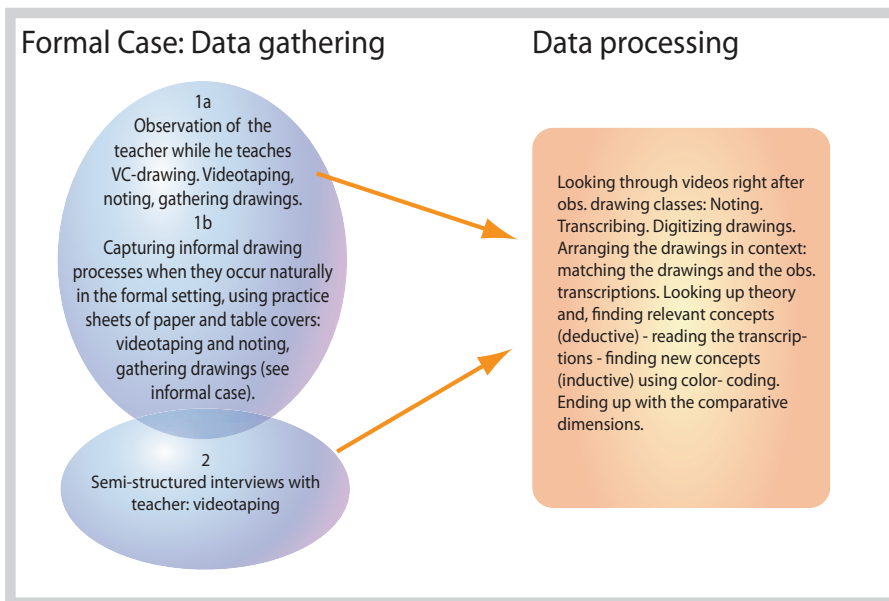 Formal Case: Data gathering
1a
Observation of the
teacher while he teaches
VC-drawing. Videotaping,
noting, gathering drawings.
1b
Capturing informal drawing
processes when they occur naturally
in the formal setting, using practice
sheets of paper and table covers:
videotaping and noting,
gathering drawings (see
informal case).
2
Semi-structured interviews with
teacher: videotaping
Data processing
Looking through videos right after
obs. drawing classes: Noting.
Transcribing. Digitizing drawings.
Arranging the drawings in context:
matching the drawings and the obs.
transcriptions. Looking up theory
and, finding relevant concepts
(deductive) - reading the transcrip-
tions - finding new concepts
(inductive) using color- coding.
Ending up with the comparative
dimensions.